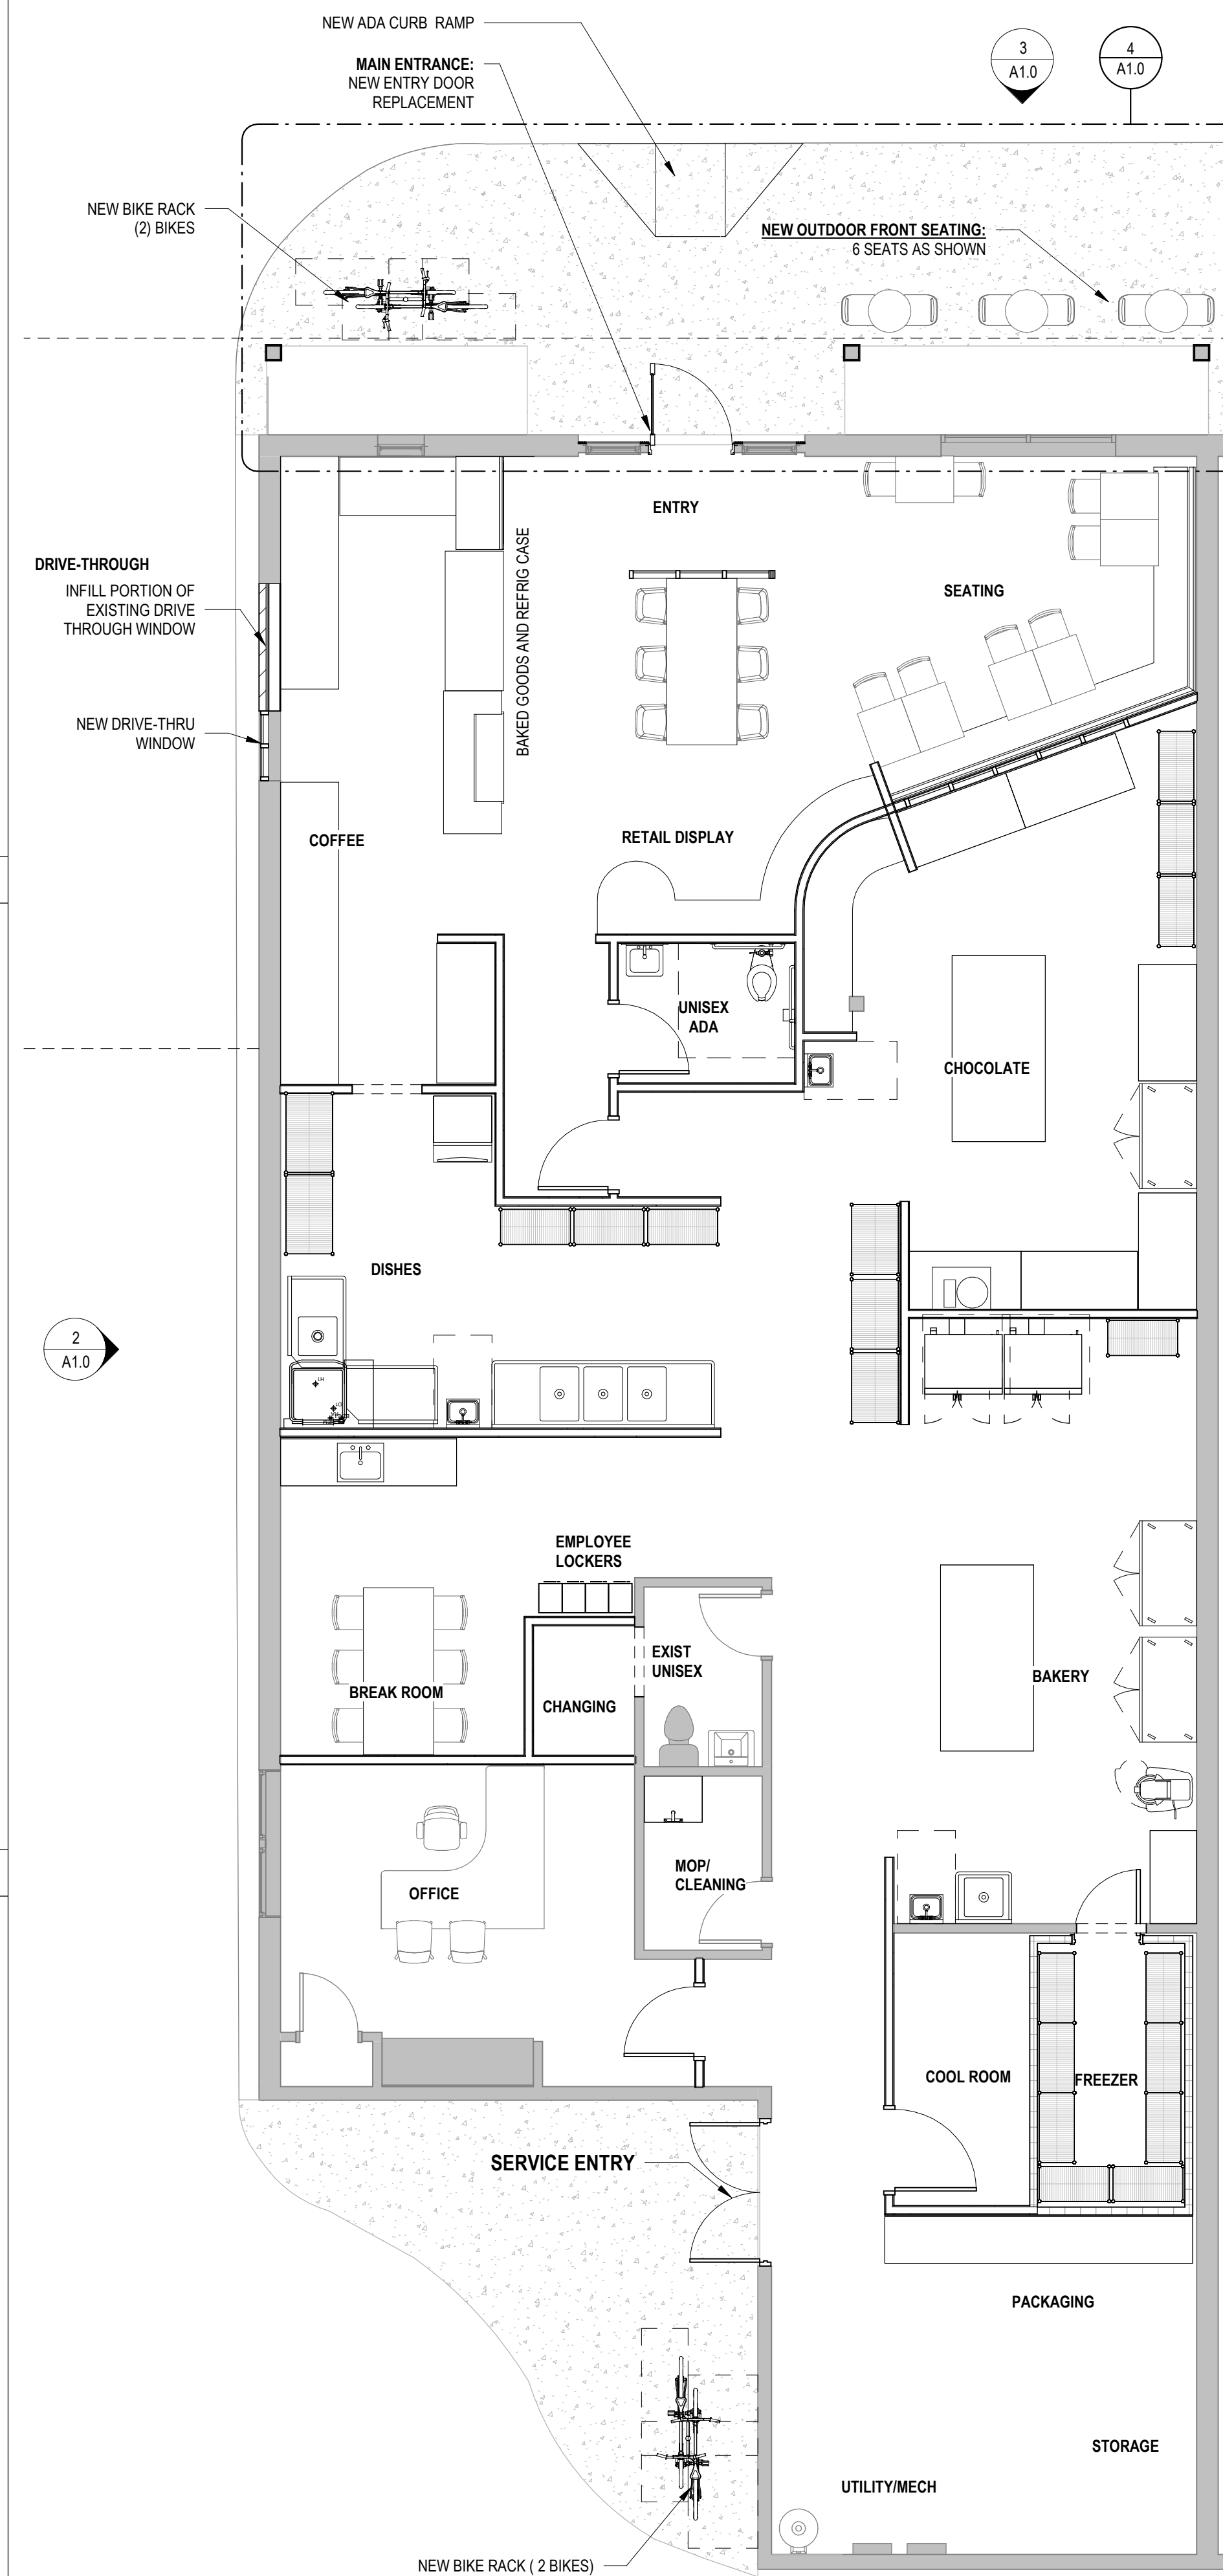 NEW ADA CURB RAMP
MAIN ENTRANCE:
NEW ENTRY DOOR
REPLACEMENT
3
A1.0
4
A1.0
NEW BIKE RACK
(2) BIKES
NEW OUTDOOR FRONT SEATING:
6 SEATS AS SHOWN
ENTRY
BAKED GOODS AND REFRIG CASE
DRIVE-THROUGH
INFILL PORTION OF
EXISTING DRIVE
THROUGH WINDOW
SEATING
NEW DRIVE-THRU
WINDOW
COFFEE
RETAIL DISPLAY
UNISEX
ADA
CHOCOLATE
DISHES
2
A1.0
EMPLOYEE
LOCKERS
EXIST
UNISEX
BREAK ROOM
CHANGING
BAKERY
MOP/
CLEANING
OFFICE
COOL ROOM
FREEZER
SERVICE ENTRY
PACKAGING
STORAGE
UTILITY/MECH
NEW BIKE RACK ( 2 BIKES)